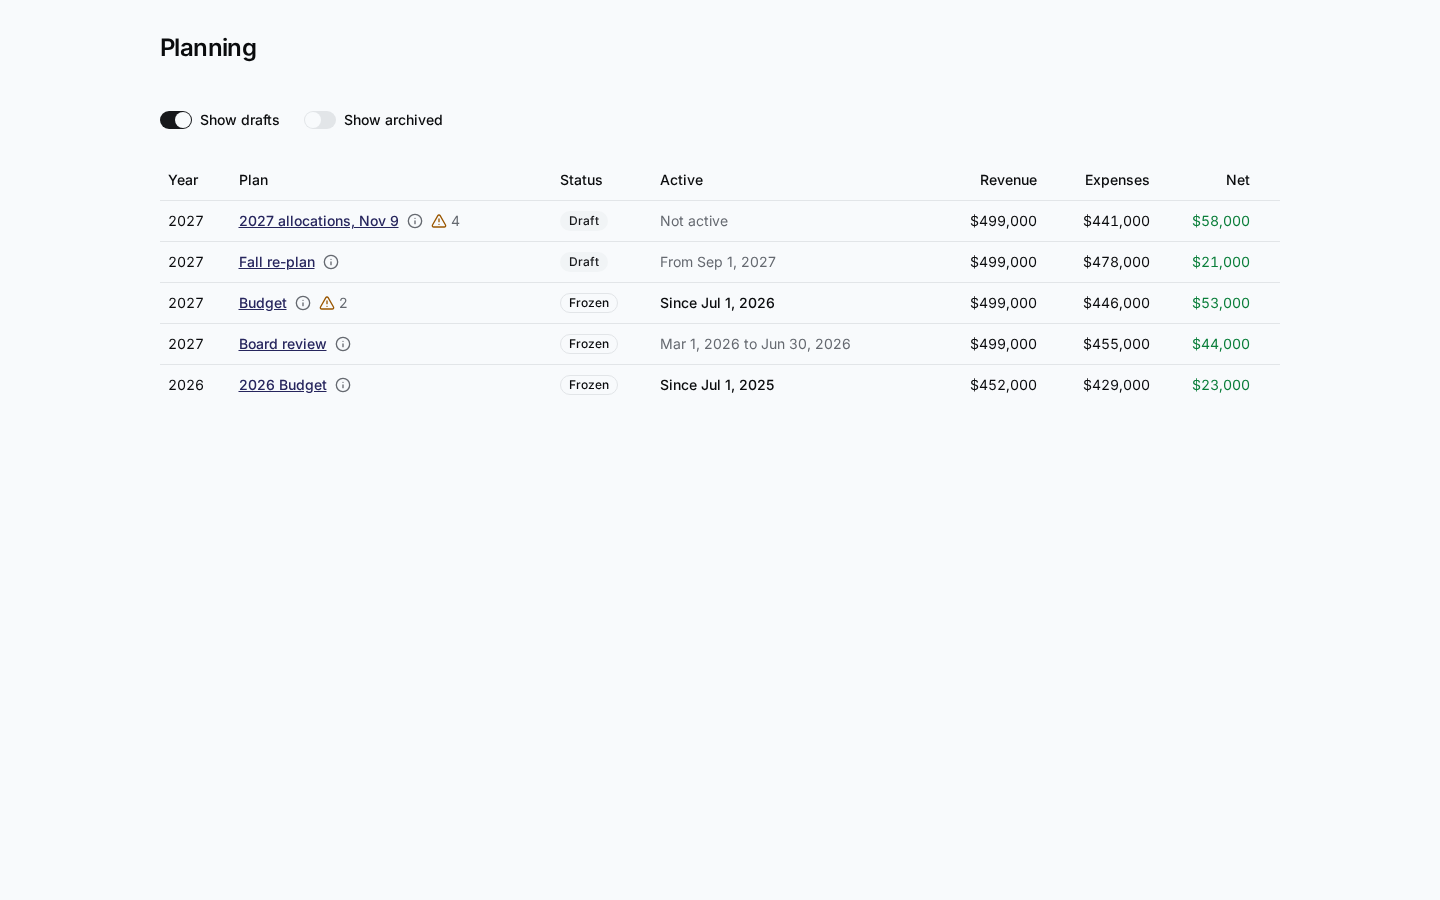 Planning
Show drafts Show archived
Year Plan Status Active Revenue Expenses Net
2027 2027 allocations, Nov 9 4 Draft Not active $499,000 $441,000 $58,000
2027 Fall re-plan Draft From Sep 1, 2027 $499,000 $478,000 $21,000
2027 Budget 2 Frozen Since Jul 1, 2026 $499,000 $446,000 $53,000
2027 Board review Frozen Mar 1, 2026 to Jun 30, 2026 $499,000 $455,000 $44,000
2026 2026 Budget Frozen Since Jul 1, 2025 $452,000 $429,000 $23,000